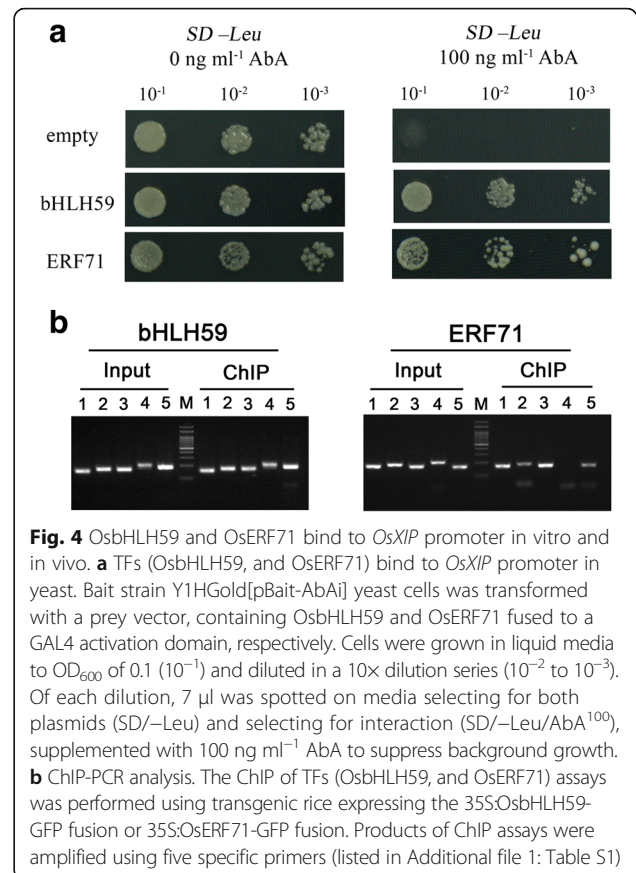 a
SD –Leu
0 ng ml⁻¹ AbA
SD –Leu
100 ng ml⁻¹ AbA
10⁻¹ 10⁻² 10⁻³
10⁻¹ 10⁻² 10⁻³
empty
bHLH59
ERF71
b
bHLH59
ERF71
Input ChIP
Input ChIP
1 2 3 4 5 M 1 2 3 4 5
1 2 3 4 5 M 1 2 3 4 5
Fig. 4 OsbHLH59 and OsERF71 bind to OsXIP promoter in vitro and
in vivo. a TFs (OsbHLH59, and OsERF71) bind to OsXIP promoter in
yeast. Bait strain Y1HGold[pBait-AbAi] yeast cells was transformed
with a prey vector, containing OsbHLH59 and OsERF71 fused to a
GAL4 activation domain, respectively. Cells were grown in liquid media
to OD₆₀₀ of 0.1 (10⁻¹) and diluted in a 10× dilution series (10⁻² to 10⁻³).
Of each dilution, 7 μl was spotted on media selecting for both
plasmids (SD/−Leu) and selecting for interaction (SD/−Leu/AbA¹⁰⁰),
supplemented with 100 ng ml⁻¹ AbA to suppress background growth.
b ChIP-PCR analysis. The ChIP of TFs (OsbHLH59, and OsERF71) assays
was performed using transgenic rice expressing the 35S:OsbHLH59-
GFP fusion or 35S:OsERF71-GFP fusion. Products of ChIP assays were
amplified using five specific primers (listed in Additional file 1: Table S1)